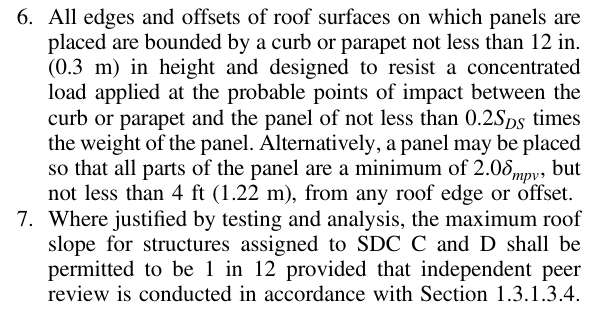 6. All edges and offsets of roof surfaces on which panels are
placed are bounded by a curb or parapet not less than 12 in.
(0.3 m) in height and designed to resist a concentrated
load applied at the probable points of impact between the
curb or parapet and the panel of not less than 0.2S_DS times
the weight of the panel. Alternatively, a panel may be placed
so that all parts of the panel are a minimum of 2.0δ_mpv, but
not less than 4 ft (1.22 m), from any roof edge or offset.
7. Where justified by testing and analysis, the maximum roof
slope for structures assigned to SDC C and D shall be
permitted to be 1 in 12 provided that independent peer
review is conducted in accordance with Section 1.3.1.3.4.